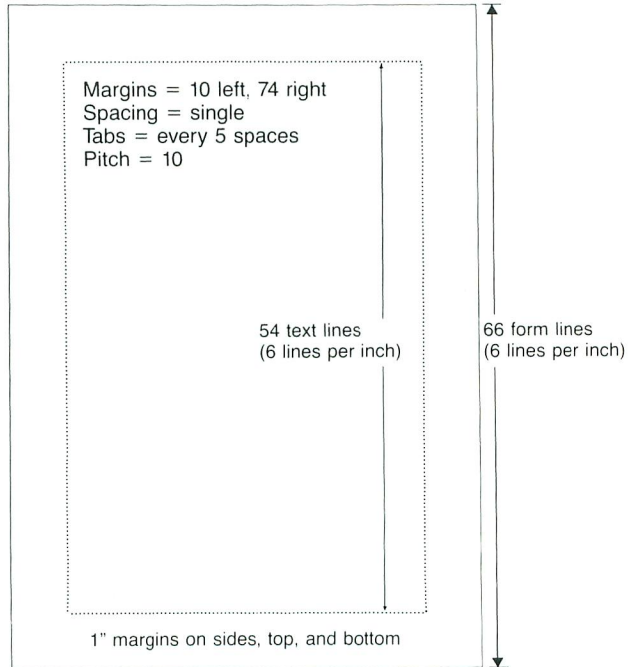 Margins = 10 left, 74 right
Spacing = single
Tabs = every 5 spaces
Pitch = 10
54 text lines
(6 lines per inch)
66 form lines
(6 lines per inch)
1” margins on sides, top, and bottom